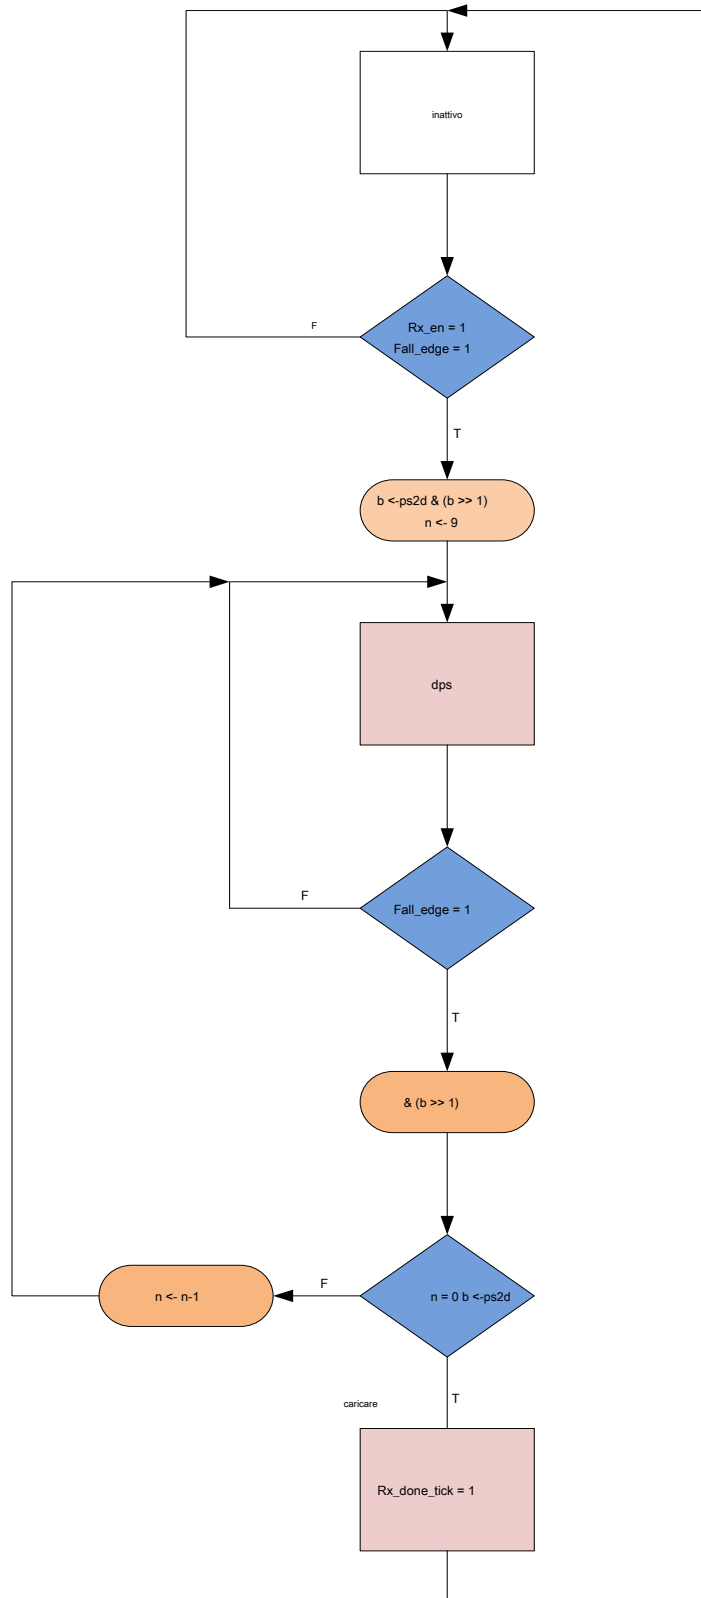 inattivo
Rx_en = 1
Fall_edge = 1
F
T
b <-ps2d & (b >> 1)
n <- 9
dps
Fall_edge = 1
F
T
& (b >> 1)
n = 0 b <-ps2d
F
n <- n-1
T
caricare
Rx_done_tick = 1